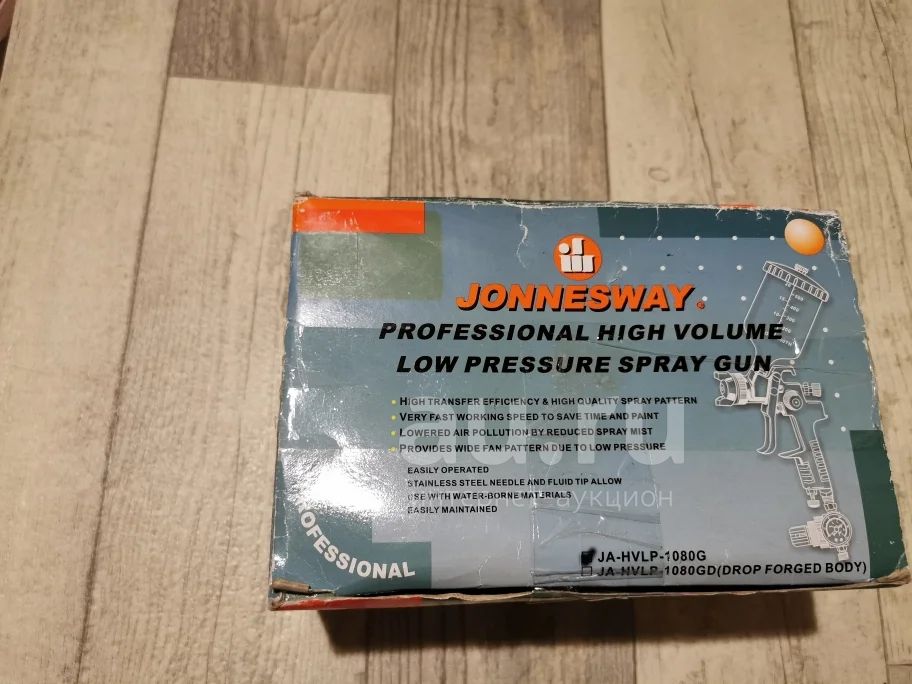 JONNESWAY
PROFESSIONAL HIGH VOLUME
LOW PRESSURE SPRAY GUN
• HIGH TRANSFER EFFICIENCY & HIGH QUALITY SPRAY PATTERN
• VERY FAST WORKING SPEED TO SAVE TIME AND PAINT
• LOWERED AIR POLLUTION BY REDUCED SPRAY MIST
• PROVIDES WIDE FAN PATTERN DUE TO LOW PRESSURE
EASILY OPERATED
STAINLESS STEEL NEEDLE AND FLUID TIP ALLOW
USE WITH WATER-BORNE MATERIALS
EASILY MAINTAINED
PROFESSIONAL
JA-HVLP-1080G
JA-HVLP-1080GD(DROP FORGED BODY)
au.ru
аукцион